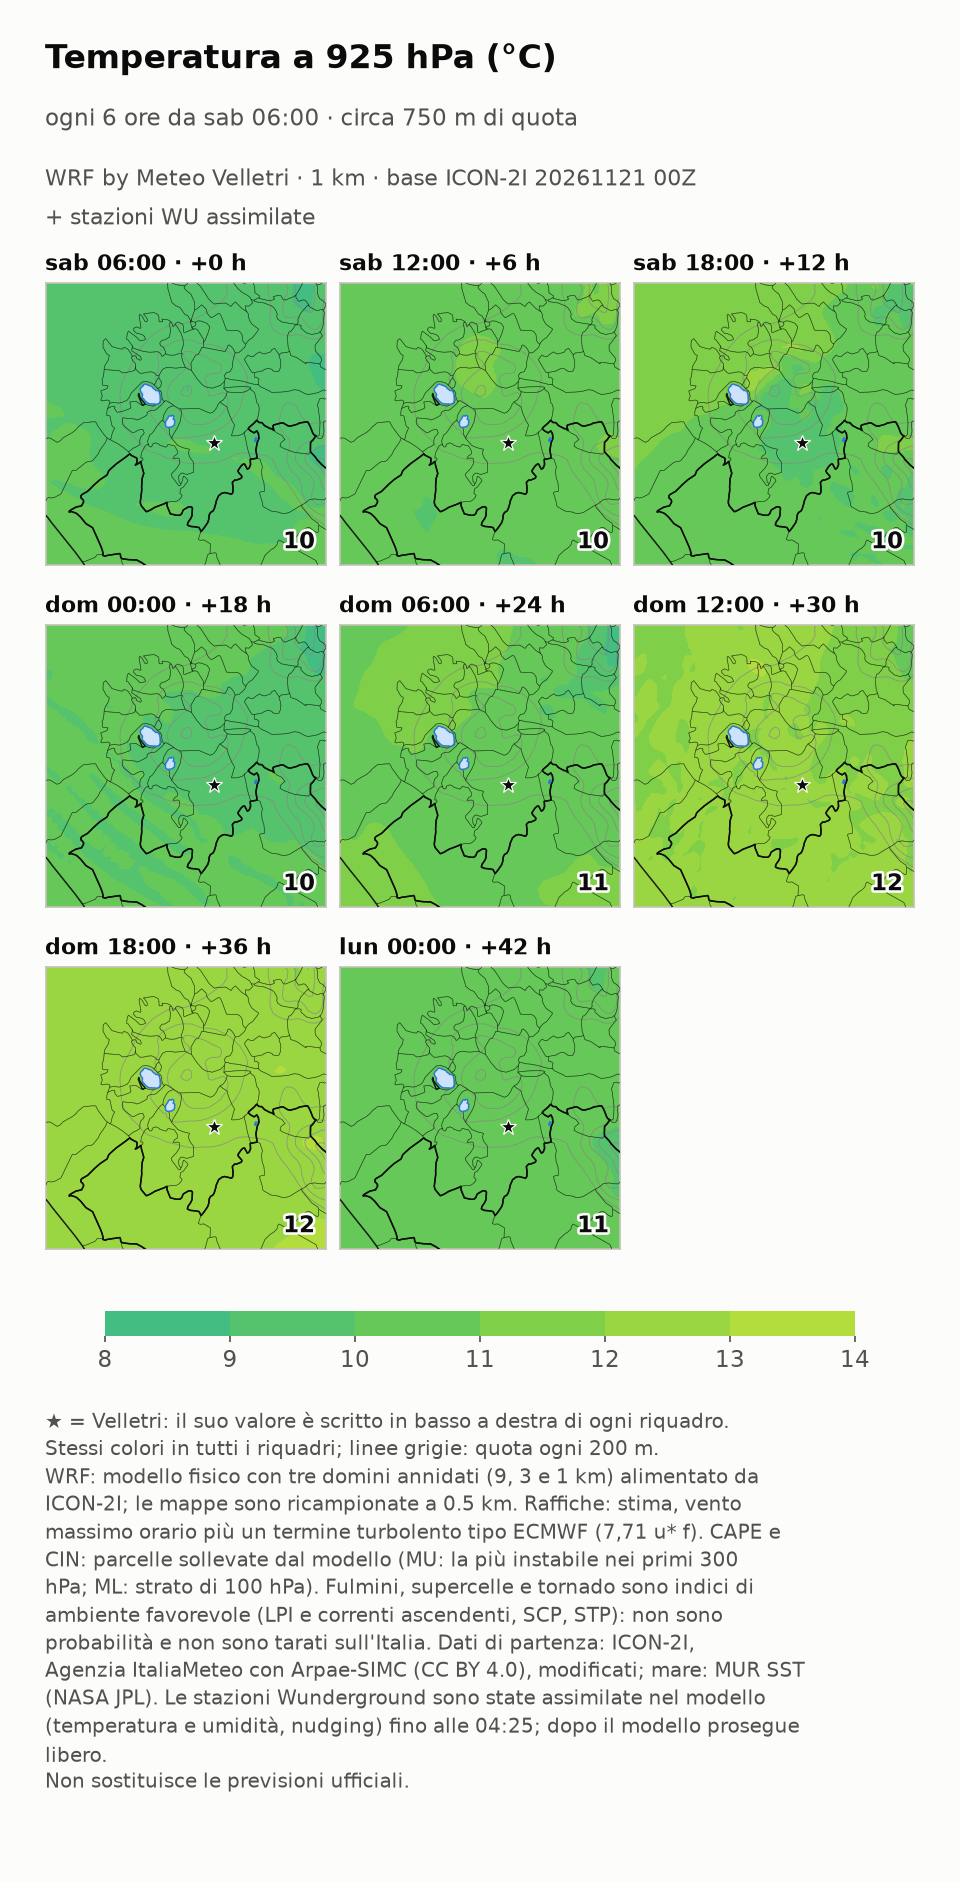 Temperatura a 925 hPa (°C)
ogni 6 ore da sab 06:00 · circa 750 m di quota
WRF by Meteo Velletri · 1 km · base ICON-2I 20261121 00Z
+ stazioni WU assimilate
sab 06:00 · +0 h
sab 12:00 · +6 h
sab 18:00 · +12 h
10
10
10
dom 00:00 · +18 h
dom 06:00 · +24 h
dom 12:00 · +30 h
10
11
12
dom 18:00 · +36 h
lun 00:00 · +42 h
12
11
8 9 10 11 12 13 14
★ = Velletri: il suo valore è scritto in basso a destra di ogni riquadro.
Stessi colori in tutti i riquadri; linee grigie: quota ogni 200 m.
WRF: modello fisico con tre domini annidati (9, 3 e 1 km) alimentato da
ICON-2I; le mappe sono ricampionate a 0.5 km. Raffiche: stima, vento
massimo orario più un termine turbolento tipo ECMWF (7,71 u* f). CAPE e
CIN: parcelle sollevate dal modello (MU: la più instabile nei primi 300
hPa; ML: strato di 100 hPa). Fulmini, supercelle e tornado sono indici di
ambiente favorevole (LPI e correnti ascendenti, SCP, STP): non sono
probabilità e non sono tarati sull'Italia. Dati di partenza: ICON-2I,
Agenzia ItaliaMeteo con Arpae-SIMC (CC BY 4.0), modificati; mare: MUR SST
(NASA JPL). Le stazioni Wunderground sono state assimilate nel modello
(temperatura e umidità, nudging) fino alle 04:25; dopo il modello prosegue
libero.
Non sostituisce le previsioni ufficiali.